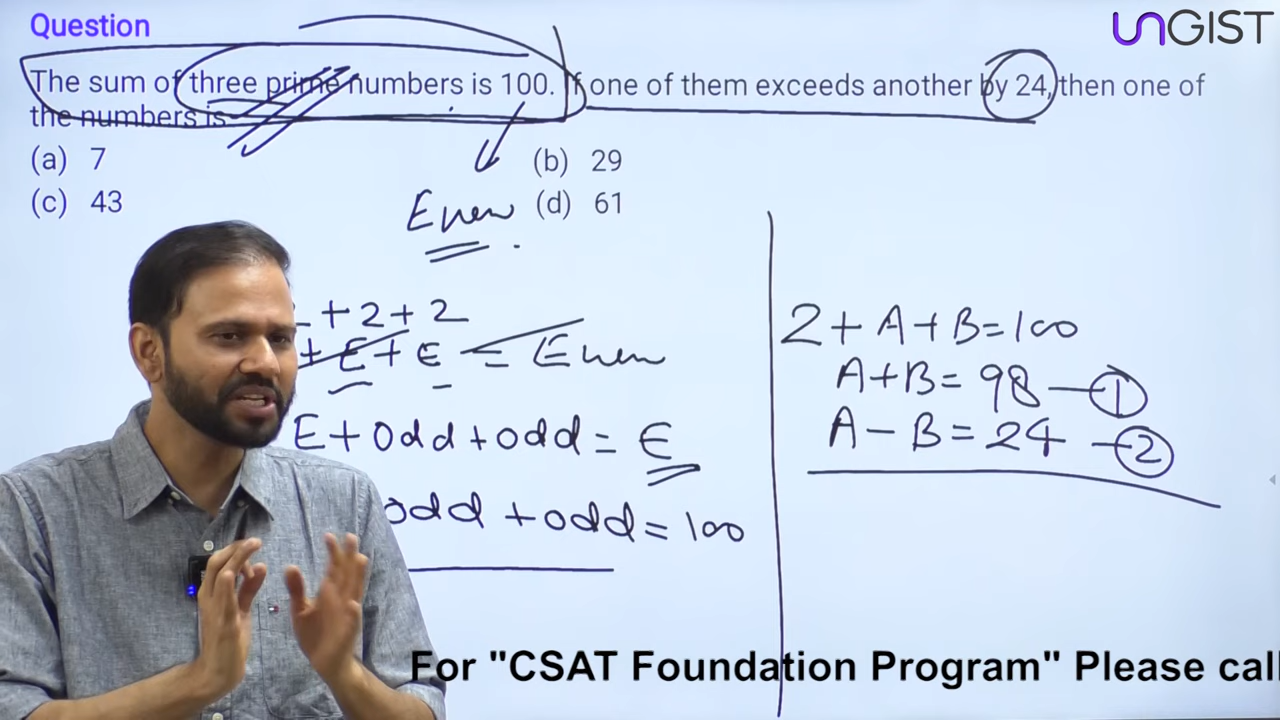 Question
UNGIST
The sum of three prime numbers is 100. If one of them exceeds another by 24, then one of
the numbers is
(a) 7
(b) 29
(c) 43
(d) 61
Even
+ 2 + 2
+ E + E = Even
E + odd + odd = E
odd + odd = 100
2 + A + B = 100
A + B = 98 — 1
A - B = 24 — 2
For "CSAT Foundation Program" Please call